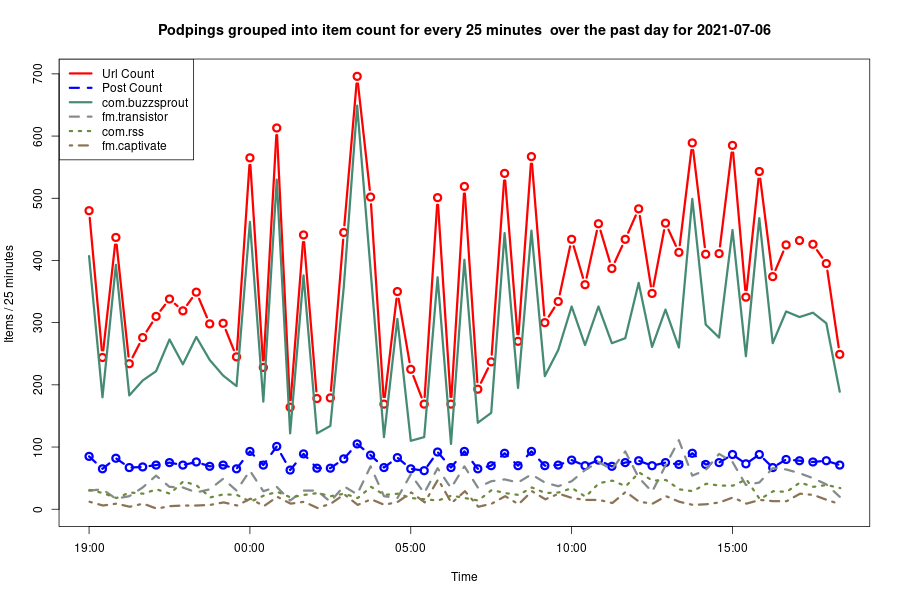 Podpings grouped into item count for every 25 minutes over the past day for 2021-07-06
Url Count
Post Count
com.buzzsprout
fm.transistor
com.rss
fm.captivate
Items / 25 minutes
700
600
500
400
300
200
100
0
19:00
00:00
05:00
10:00
15:00
Time